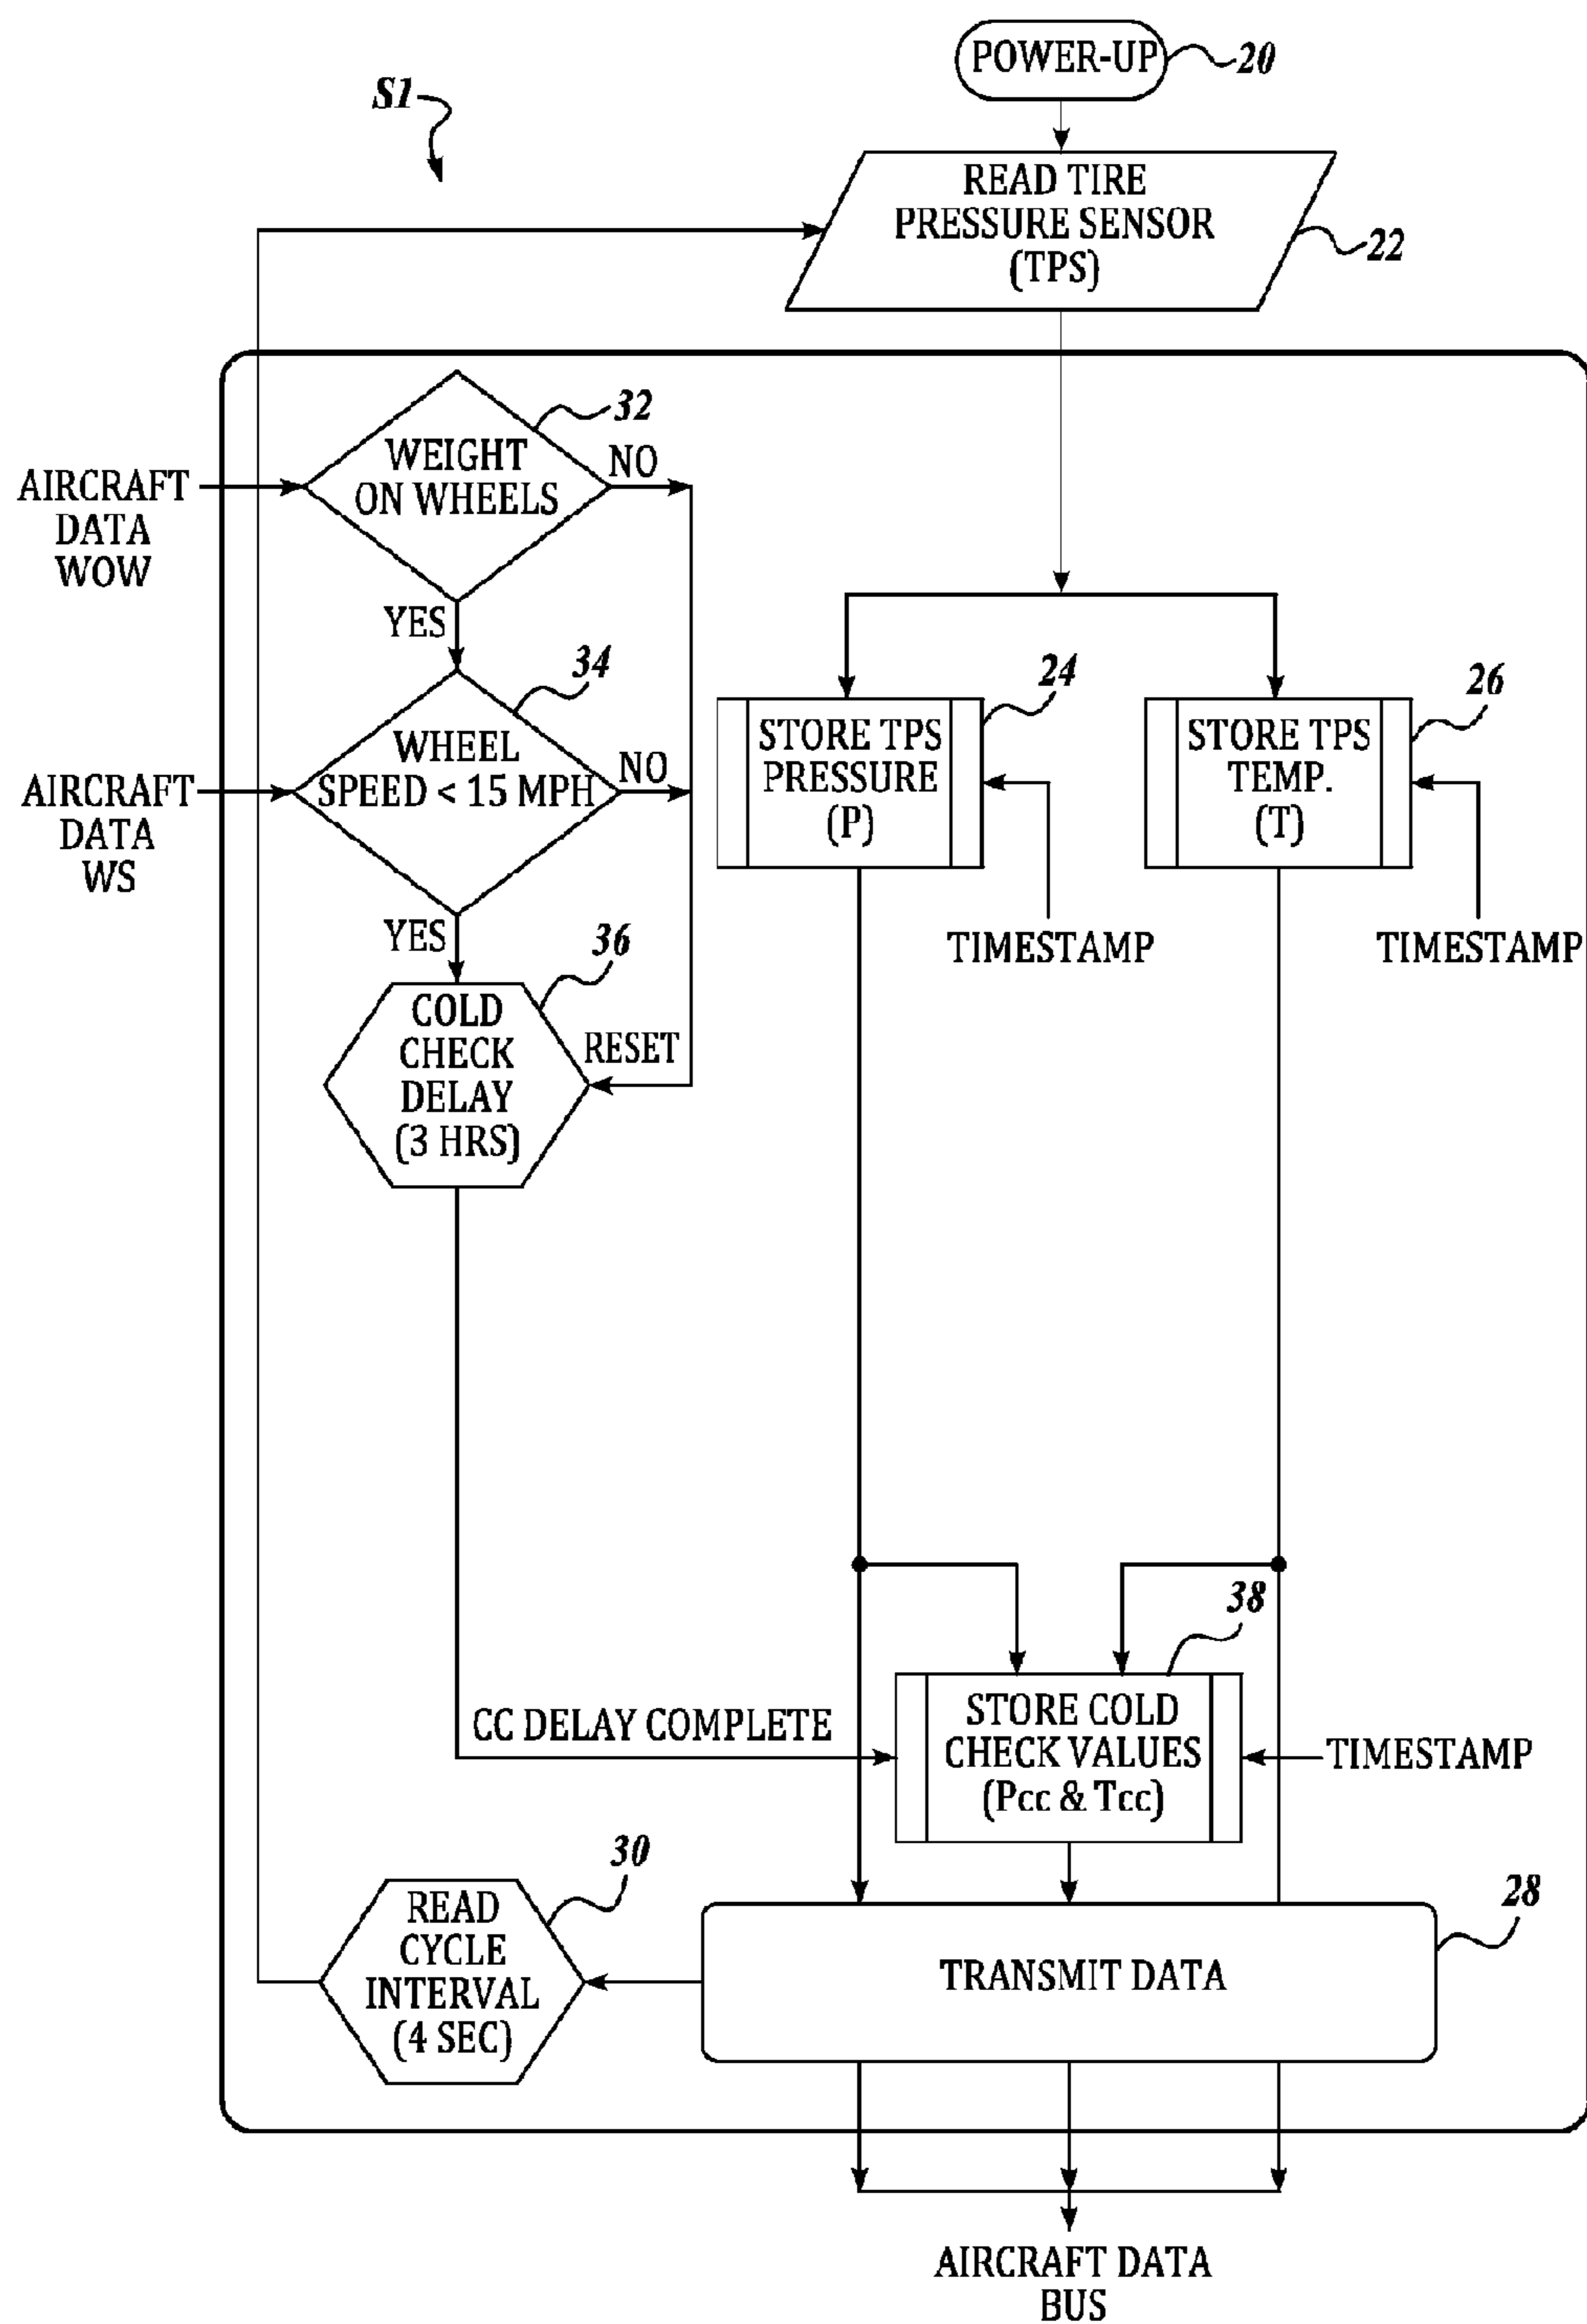 POWER-UP
20
S1
READ TIRE
PRESSURE SENSOR
(TPS)
22
32
WEIGHT
ON WHEELS
NO
AIRCRAFT
DATA
WOW
YES
34
WHEEL
SPEED < 15 MPH
NO
AIRCRAFT
DATA
WS
YES
24
STORE TPS
PRESSURE
(P)
TIMESTAMP
26
STORE TPS
TEMP.
(T)
TIMESTAMP
36
COLD
CHECK
DELAY
(3 HRS)
RESET
38
CC DELAY COMPLETE
STORE COLD
CHECK VALUES
(Pcc & Tcc)
TIMESTAMP
30
READ
CYCLE
INTERVAL
(4 SEC)
28
TRANSMIT DATA
AIRCRAFT DATA
BUS